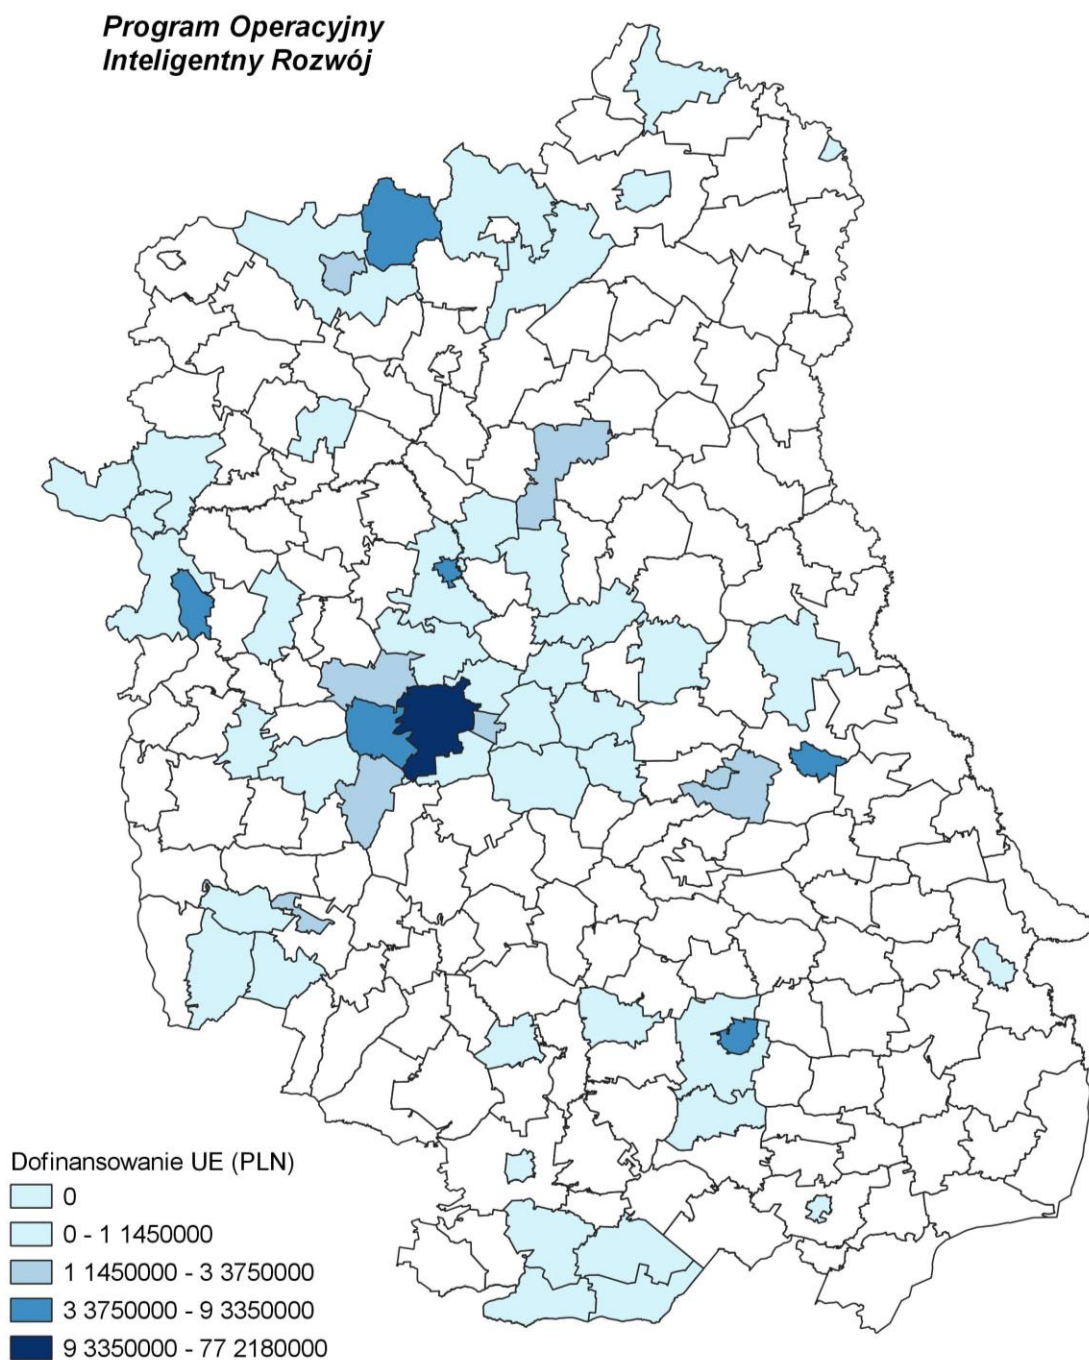 Program Operacyjny
Inteligentny Rozwój
Dofinansowanie UE (PLN)
0
0 - 1 1450000
1 1450000 - 3 3750000
3 3750000 - 9 3350000
9 3350000 - 77 2180000